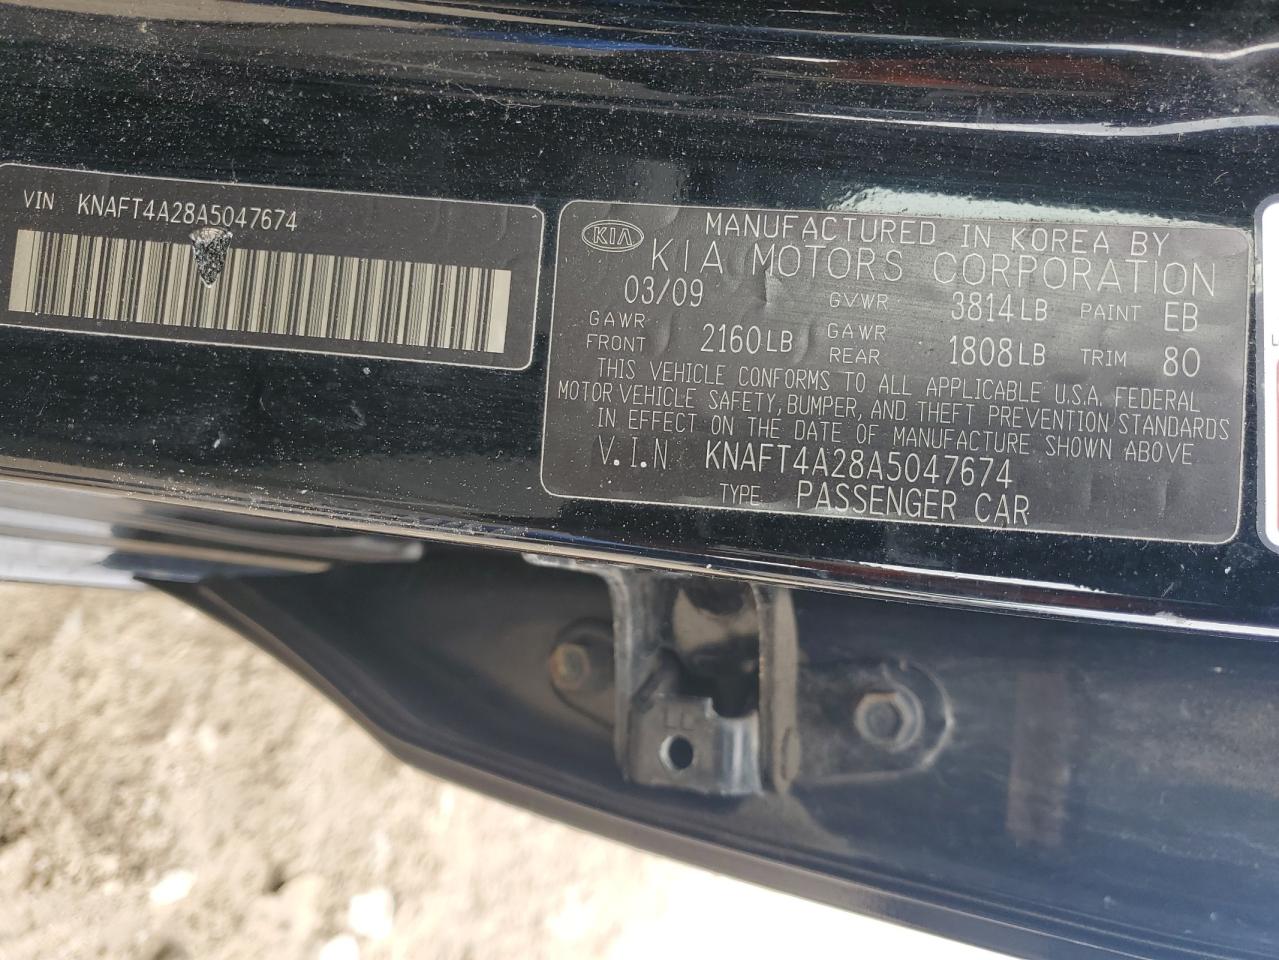 VIN KNAFT4A28A5047674
KIA
MANUFACTURED IN KOREA BY
KIA MOTORS CORPORATION
03/09 GVWR 3814LB PAINT EB
GAWR FRONT 2160LB GAWR REAR 1808LB TRIM 80
THIS VEHICLE CONFORMS TO ALL APPLICABLE U.S.A. FEDERAL
MOTOR VEHICLE SAFETY, BUMPER, AND THEFT PREVENTION STANDARDS
IN EFFECT ON THE DATE OF MANUFACTURE SHOWN ABOVE
V.I.N KNAFT4A28A5047674
TYPE PASSENGER CAR